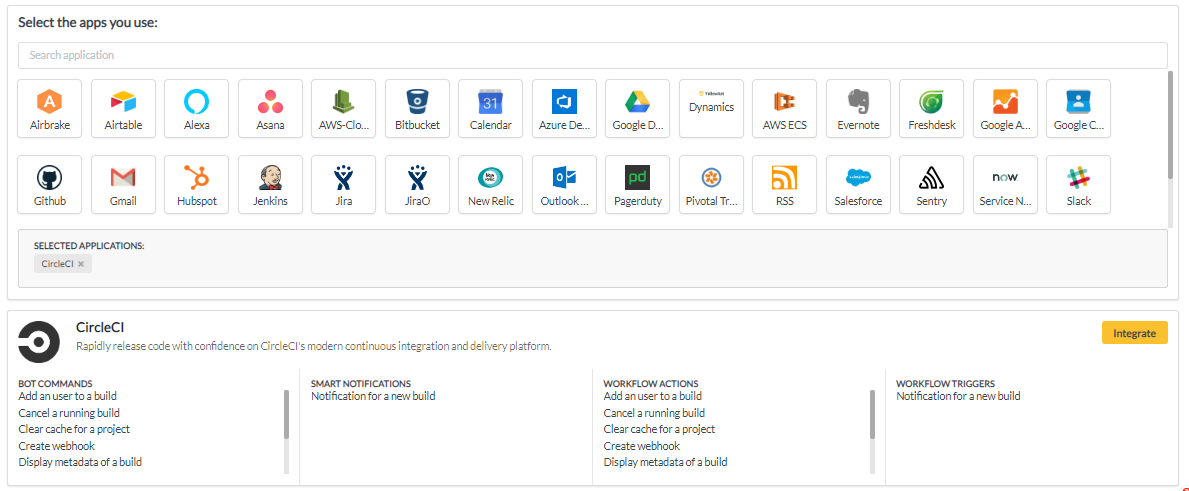 Select the apps you use:
Search application
Airbrake
Airtable
Alexa
Asana
AWS-Clo...
Bitbucket
31
Calendar
Azure De...
Google D...
Dynamics
AWS ECS
Evernote
Freshdesk
Google A...
Google C...
Github
Gmail
Hubspot
Jenkins
Jira
JiraO
New Relic
Outlook ...
pd
Pagerduty
Pivotal Tr...
RSS
salesforce
Salesforce
Sentry
now
Service N...
Slack
SELECTED APPLICATIONS:
CircleCI ×
CircleCI
Rapidly release code with confidence on CircleCI's modern continuous integration and delivery platform.
Integrate
BOT COMMANDS
Add an user to a build
Cancel a running build
Clear cache for a project
Create webhook
Display metadata of a build
SMART NOTIFICATIONS
Notification for a new build
WORKFLOW ACTIONS
Add an user to a build
Cancel a running build
Clear cache for a project
Create webhook
Display metadata of a build
WORKFLOW TRIGGERS
Notification for a new build